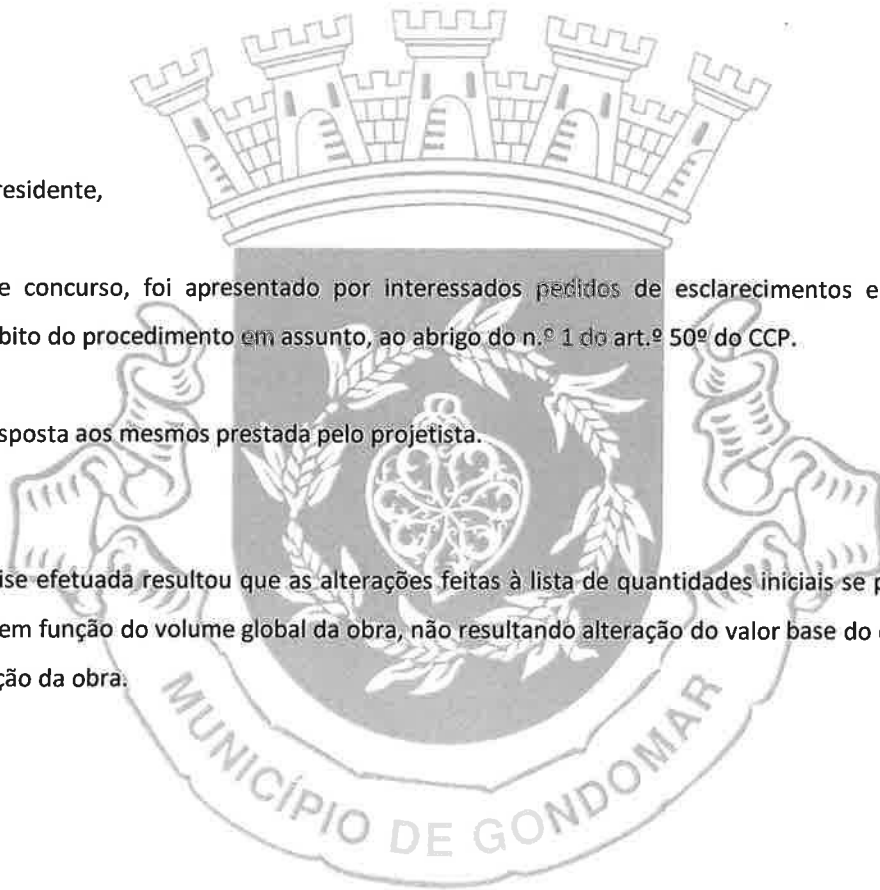 residente,
e concurso, foi apresentado por interessados pedidos de esclarecimentos e
bito do procedimento em assunto, ao abrigo do n.º 1 do art.º 50º do CCP.
sposta aos mesmos prestada pelo projetista.
ise efetuada resultou que as alterações feitas à lista de quantidades iniciais se p
em função do volume global da obra, não resultando alteração do valor base do
ção da obra.
MUNICÍPIO DE GONDOMAR